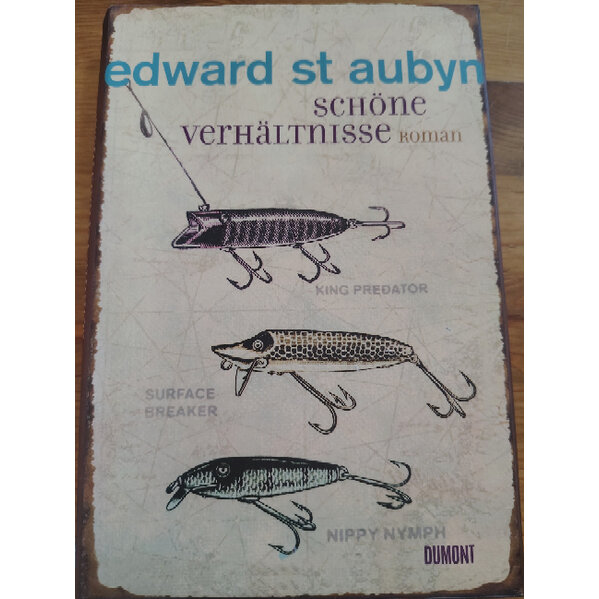 edward st aubyn
SCHÖNE
VERHÄLTNISSE Roman
KING PREDATOR
SURFACE
BREAKER
NIPPY NYMPH
DUMONT